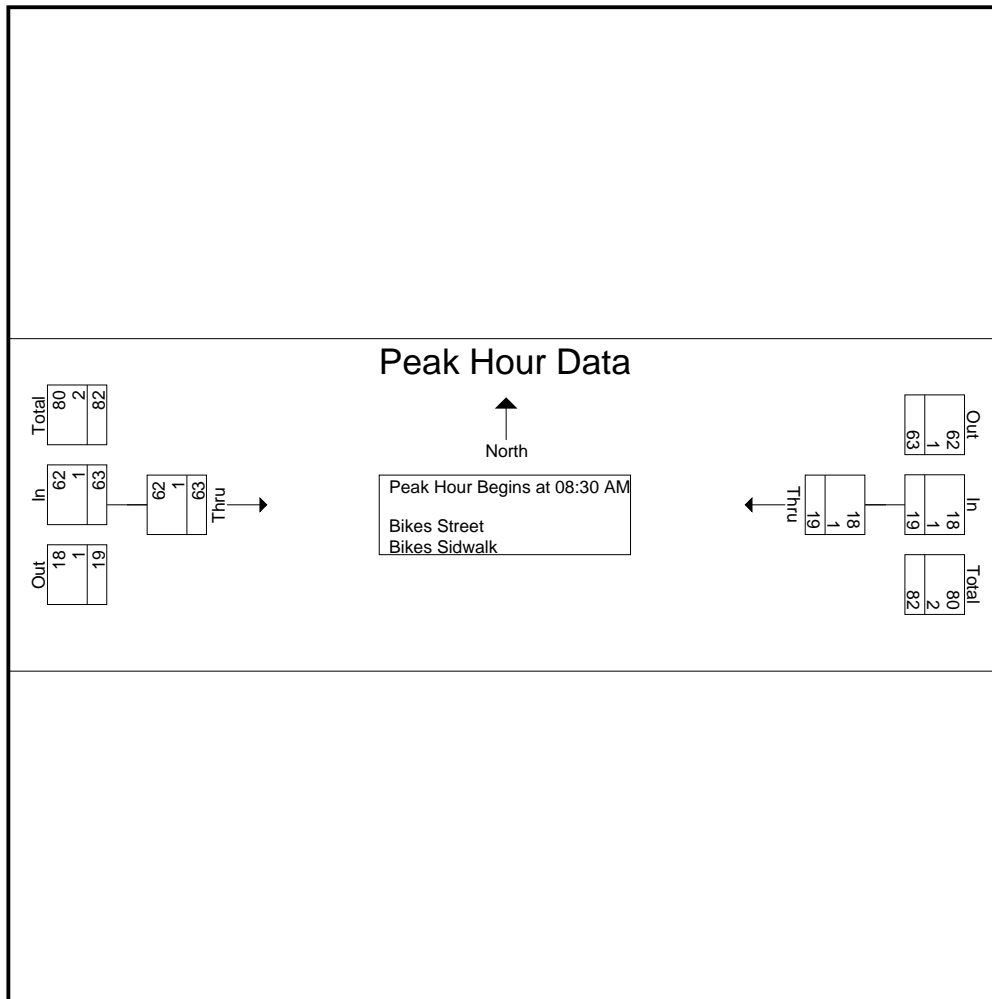 Peak Hour Data
North
Peak Hour Begins at 08:30 AM
Bikes Street
Bikes Sidwalk
Total
80
2
82
In
62
1
63
Out
18
1
19
62
1
63
Thru
Thru
18
1
19
Out
62
1
63
In
18
1
19
Total
80
2
82